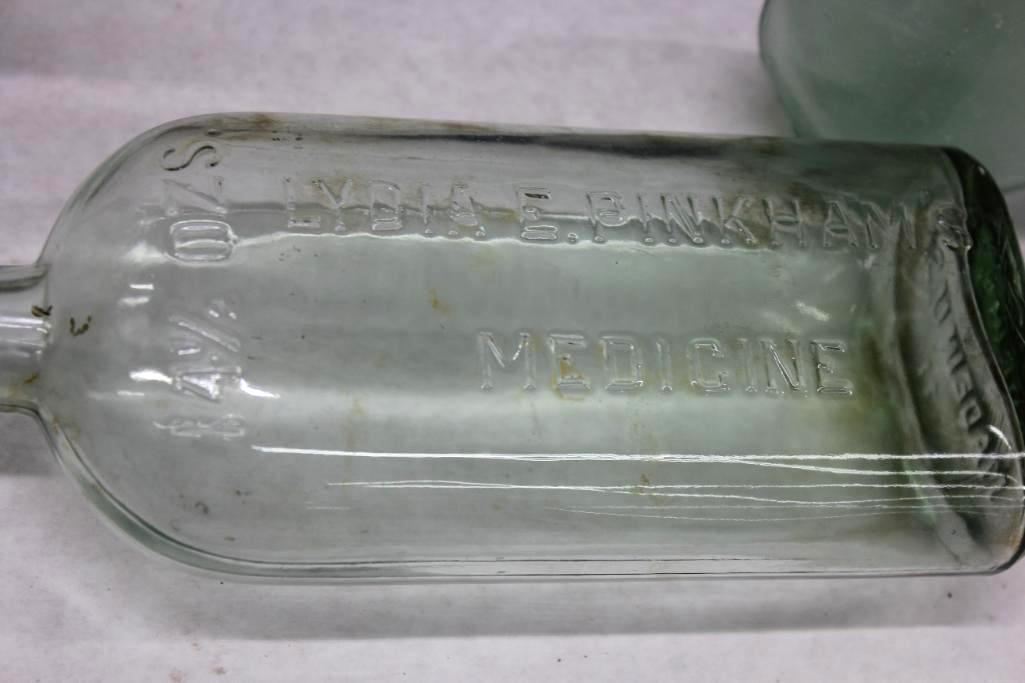 LYDIA E. PINKHAM'S
MEDICINE
14½ OZS